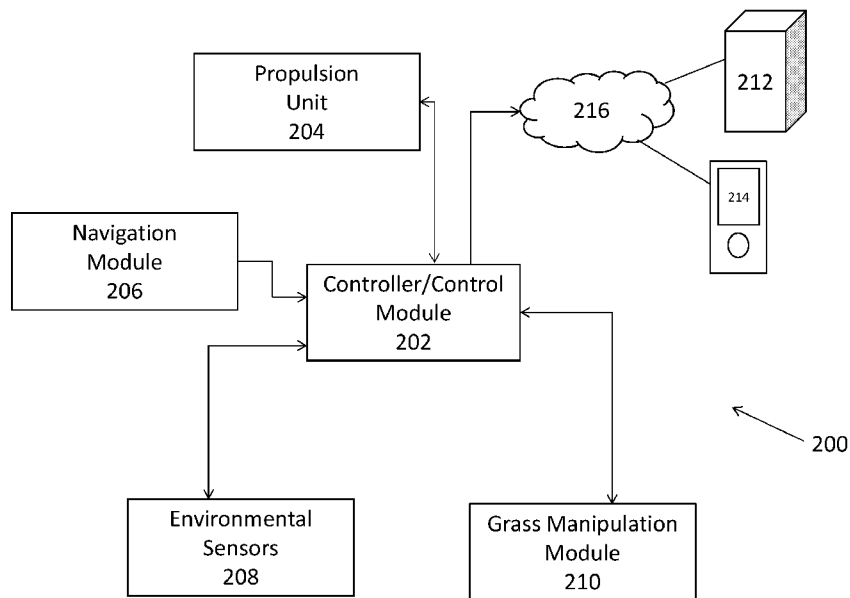 Propulsion
Unit
204
216
212
214
Navigation
Module
206
Controller/Control
Module
202
200
Environmental
Sensors
208
Grass Manipulation
Module
210